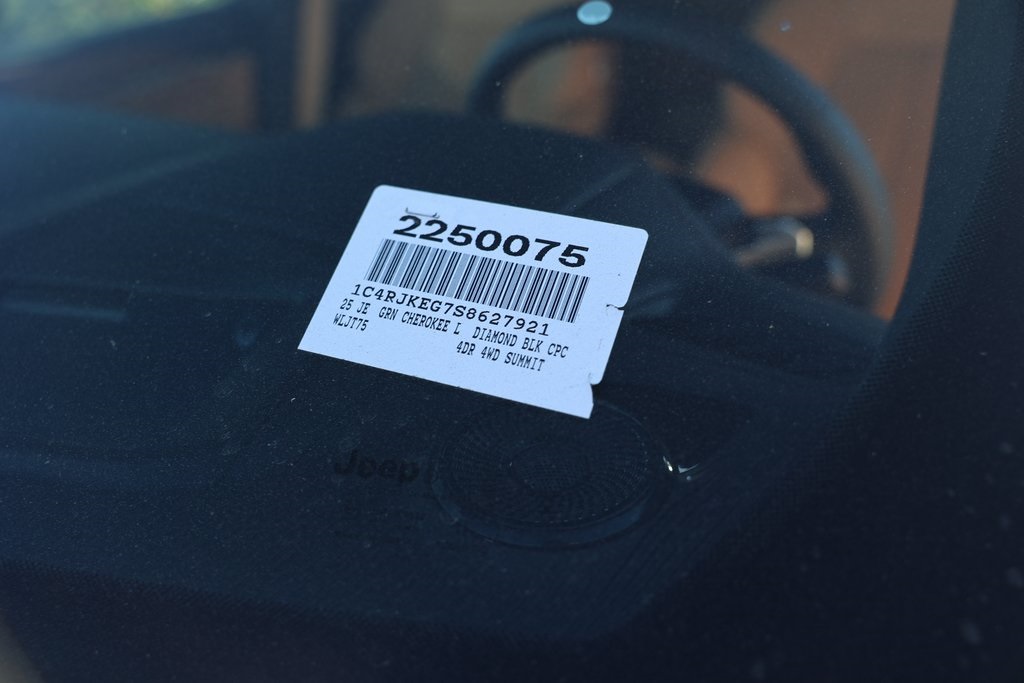 2250075
1C4RJKEG7S8627921
25 JE GRN CHEROKEE L DIAMOND BLK CPC
WLJT75 4DR 4WD SUMMIT
Jeep